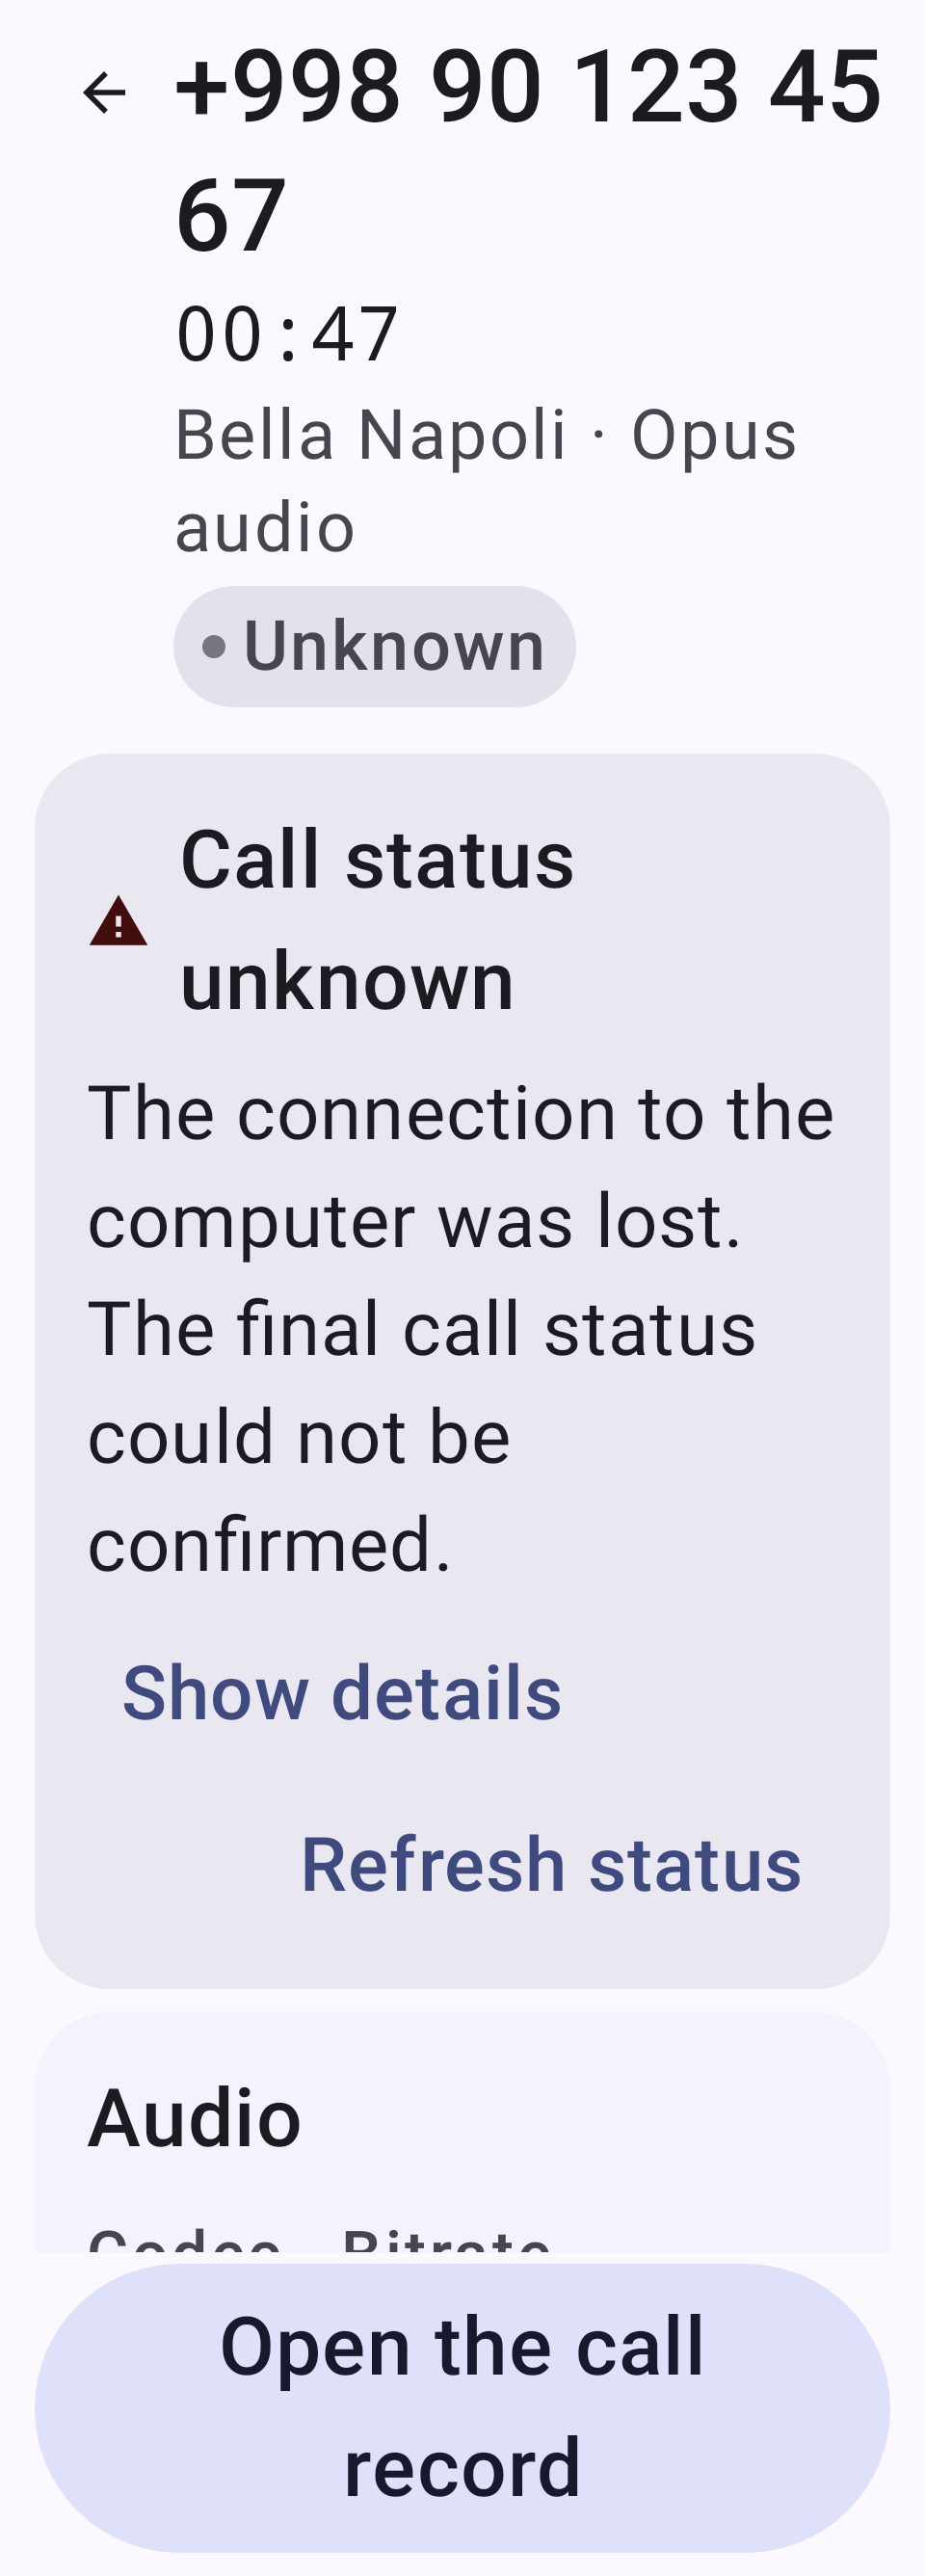 +998 90 123 45
67
00:47
Bella Napoli · Opus
audio
Unknown
Call status
unknown
The connection to the
computer was lost.
The final call status
could not be
confirmed.
Show details
Refresh status
Audio
Codec Bitrate
Open the call
record